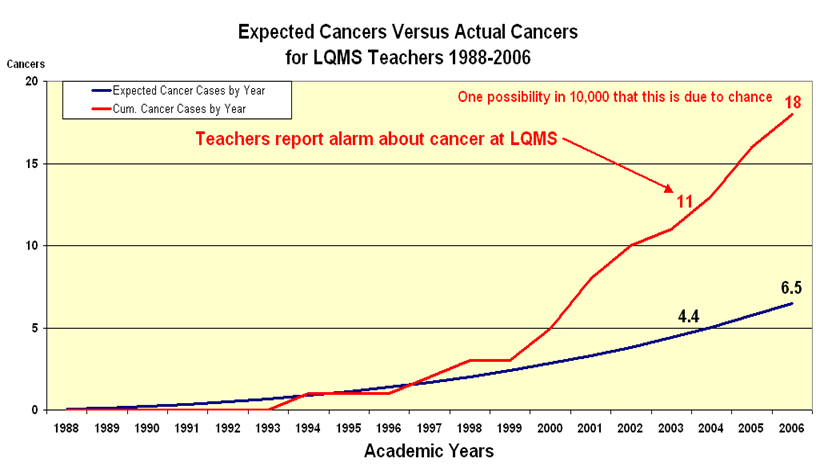 Expected Cancers Versus Actual Cancers
for LQMS Teachers 1988-2006
Cancers
20
Expected Cancer Cases by Year
Cum. Cancer Cases by Year
One possibility in 10,000 that this is due to chance
18
Teachers report alarm about cancer at LQMS
15
11
10
6.5
4.4
5
0
1988 1989 1990 1991 1992 1993 1994 1995 1996 1997 1998 1999 2000 2001 2002 2003 2004 2005 2006
Academic Years